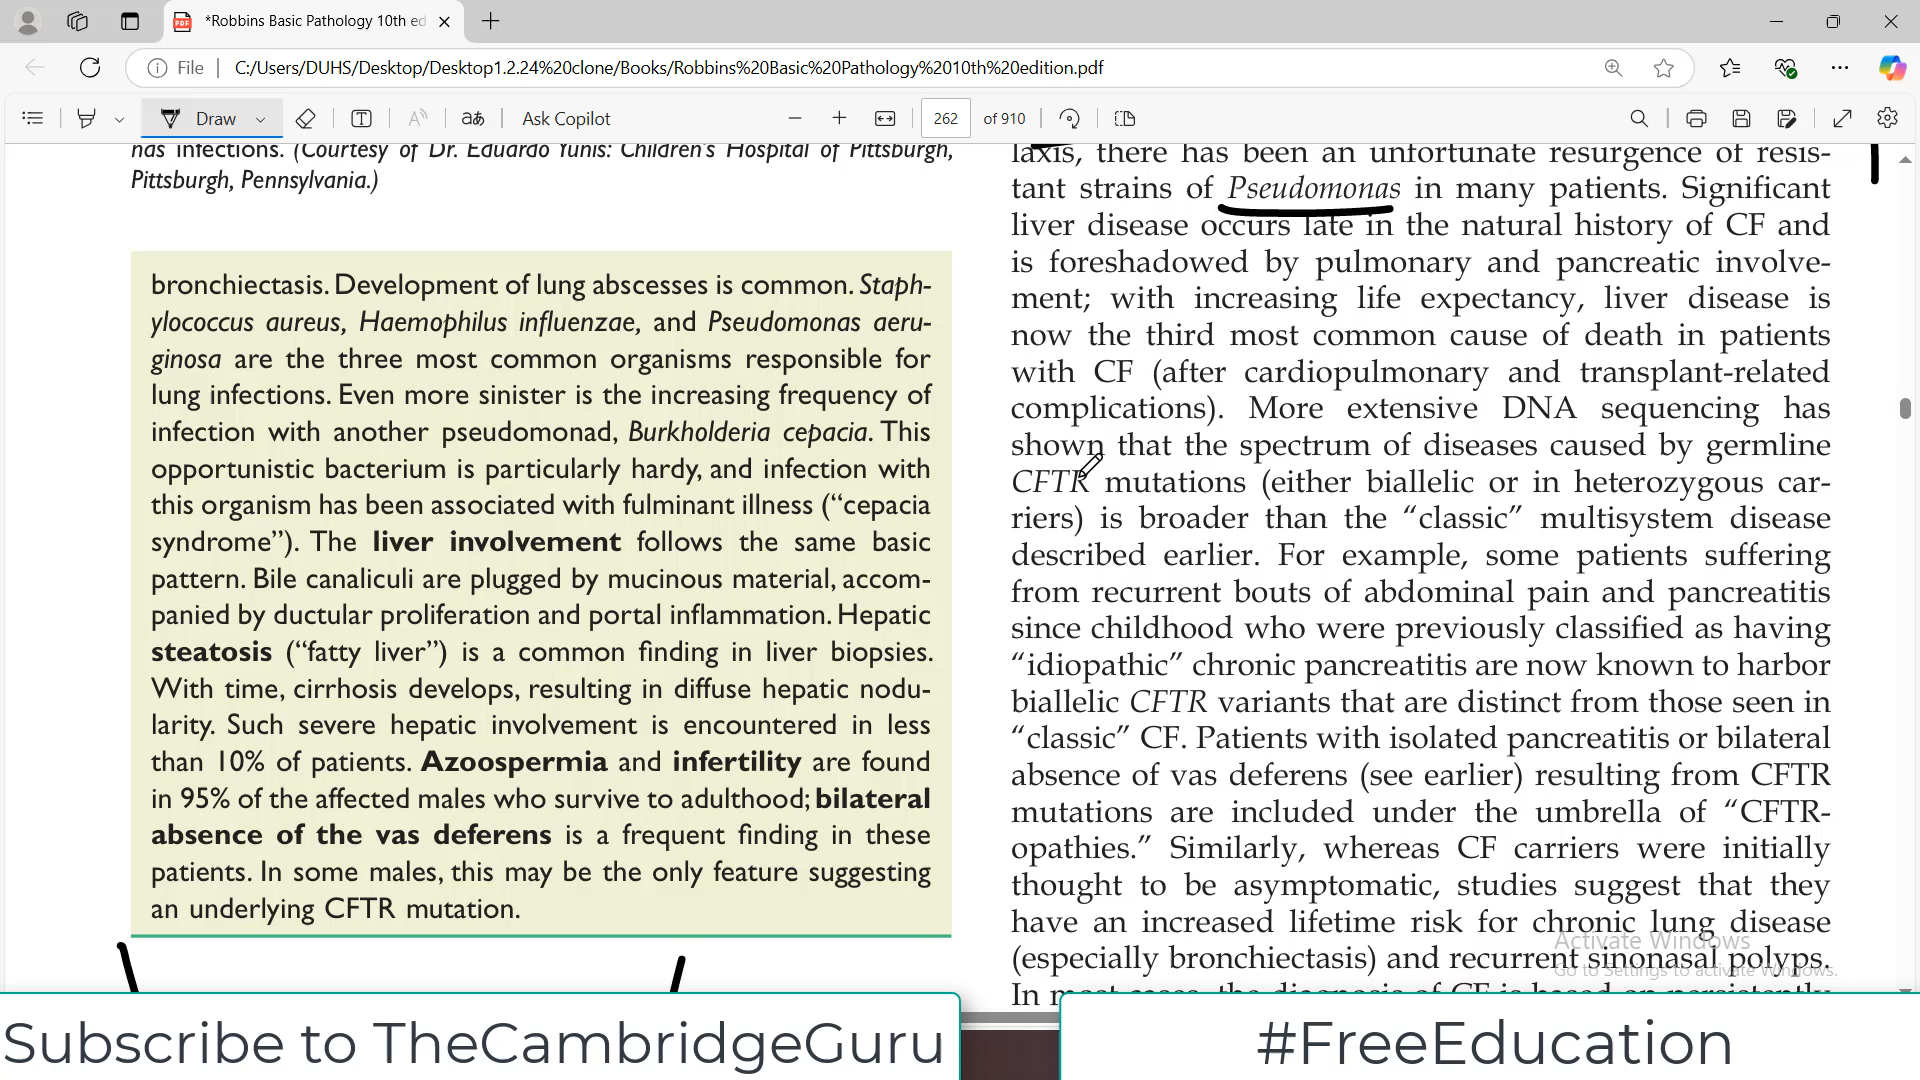 *Robbins Basic Pathology 10th ed
File
C:/Users/DUHS/Desktop/Desktop1.2.24%20clone/Books/Robbins%20Basic%20Pathology%2010th%20edition.pdf
Draw
Ask Copilot
262 of 910
nas infections. (Courtesy of Dr. Eduardo Yunis: Children's Hospital of Pittsburgh,
Pittsburgh, Pennsylvania.)
bronchiectasis. Development of lung abscesses is common. Staph-
ylococcus aureus, Haemophilus influenzae, and Pseudomonas aeru-
ginosa are the three most common organisms responsible for
lung infections. Even more sinister is the increasing frequency of
infection with another pseudomonad, Burkholderia cepacia. This
opportunistic bacterium is particularly hardy, and infection with
this organism has been associated with fulminant illness (“cepacia
syndrome”). The liver involvement follows the same basic
pattern. Bile canaliculi are plugged by mucinous material, accom-
panied by ductular proliferation and portal inflammation. Hepatic
steatosis (“fatty liver”) is a common finding in liver biopsies.
With time, cirrhosis develops, resulting in diffuse hepatic nodu-
larity. Such severe hepatic involvement is encountered in less
than 10% of patients. Azoospermia and infertility are found
in 95% of the affected males who survive to adulthood; bilateral
absence of the vas deferens is a frequent finding in these
patients. In some males, this may be the only feature suggesting
an underlying CFTR mutation.
laxis, there has been an unfortunate resurgence of resis-
tant strains of Pseudomonas in many patients. Significant
liver disease occurs late in the natural history of CF and
is foreshadowed by pulmonary and pancreatic involve-
ment; with increasing life expectancy, liver disease is
now the third most common cause of death in patients
with CF (after cardiopulmonary and transplant-related
complications). More extensive DNA sequencing has
shown that the spectrum of diseases caused by germline
CFTR mutations (either biallelic or in heterozygous car-
riers) is broader than the “classic” multisystem disease
described earlier. For example, some patients suffering
from recurrent bouts of abdominal pain and pancreatitis
since childhood who were previously classified as having
“idiopathic” chronic pancreatitis are now known to harbor
biallelic CFTR variants that are distinct from those seen in
“classic” CF. Patients with isolated pancreatitis or bilateral
absence of vas deferens (see earlier) resulting from CFTR
mutations are included under the umbrella of “CFTR-
opathies.” Similarly, whereas CF carriers were initially
thought to be asymptomatic, studies suggest that they
have an increased lifetime risk for chronic lung disease
(especially bronchiectasis) and recurrent sinonasal polyps.
In most cases, the diagnosis of CF is based on persistently
Activate Windows
Go to Settings to activate Windows.
Subscribe to TheCambridgeGuru
#FreeEducation